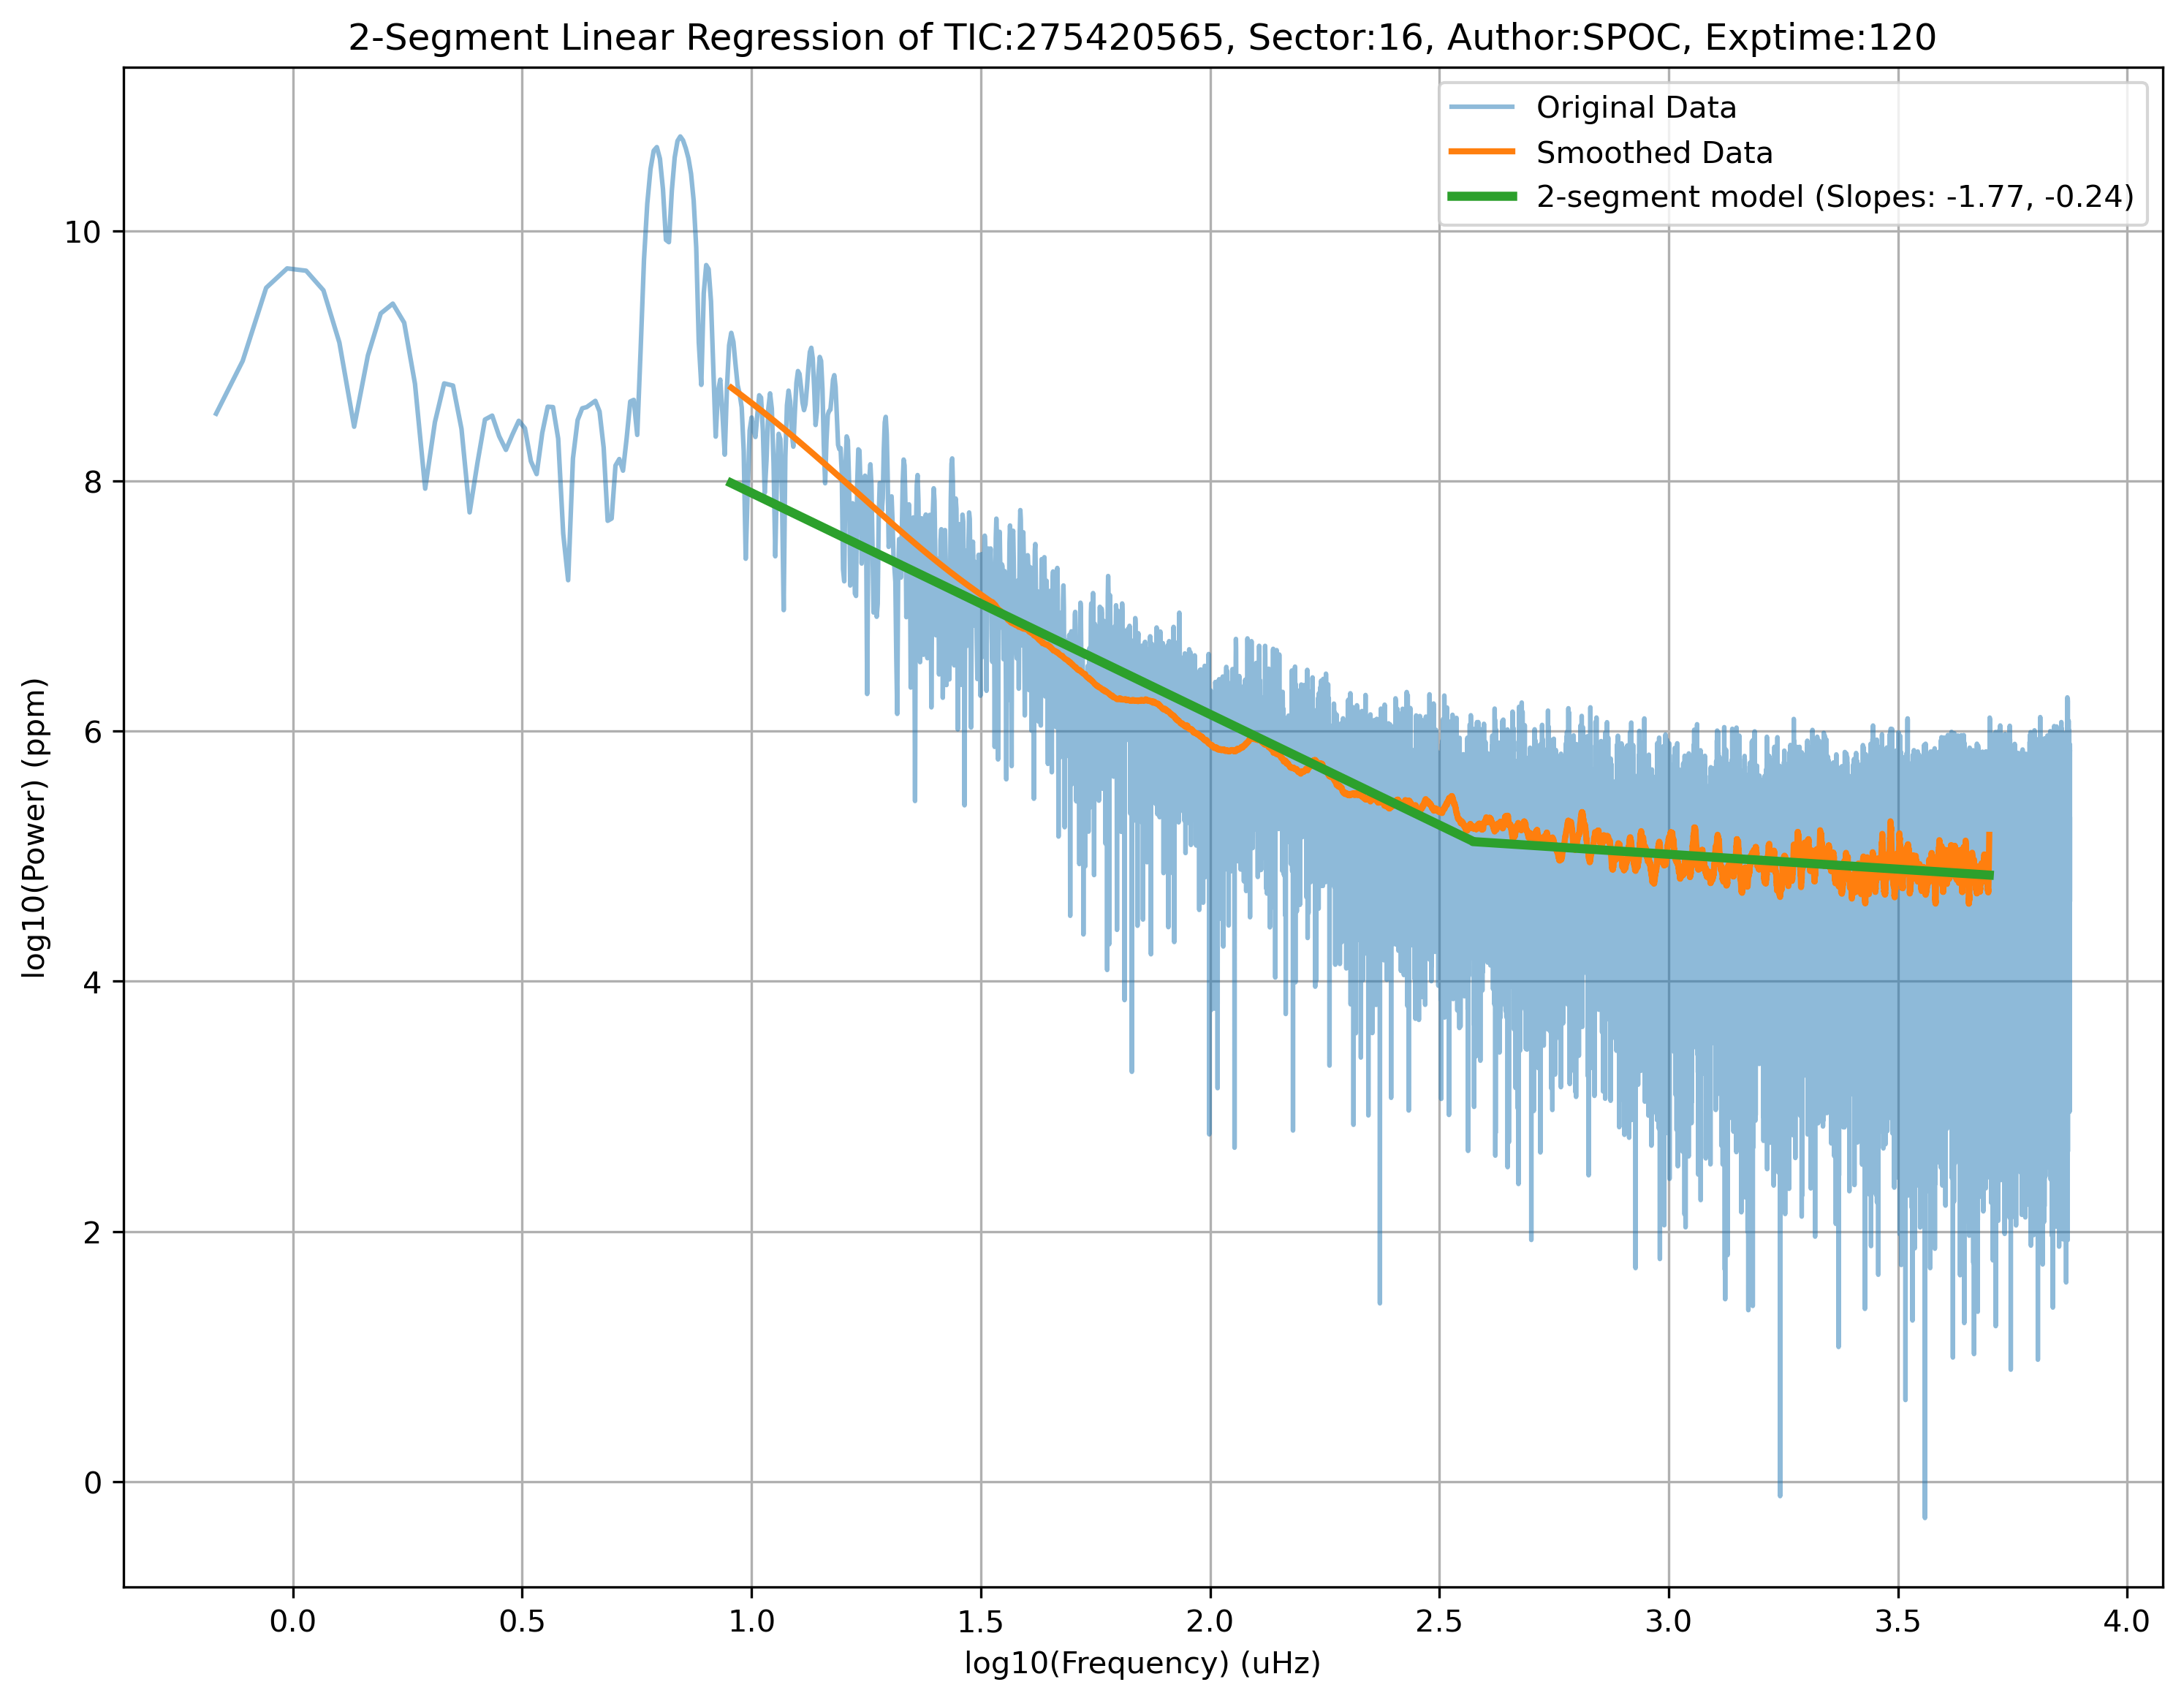 2-Segment Linear Regression of TIC:275420565, Sector:16, Author:SPOC, Exptime:120
Original Data
Smoothed Data
2-segment model (Slopes: -1.77, -0.24)
log10(Power) (ppm)
10
8
6
4
2
0
0.0 0.5 1.0 1.5 2.0 2.5 3.0 3.5 4.0
log10(Frequency) (uHz)